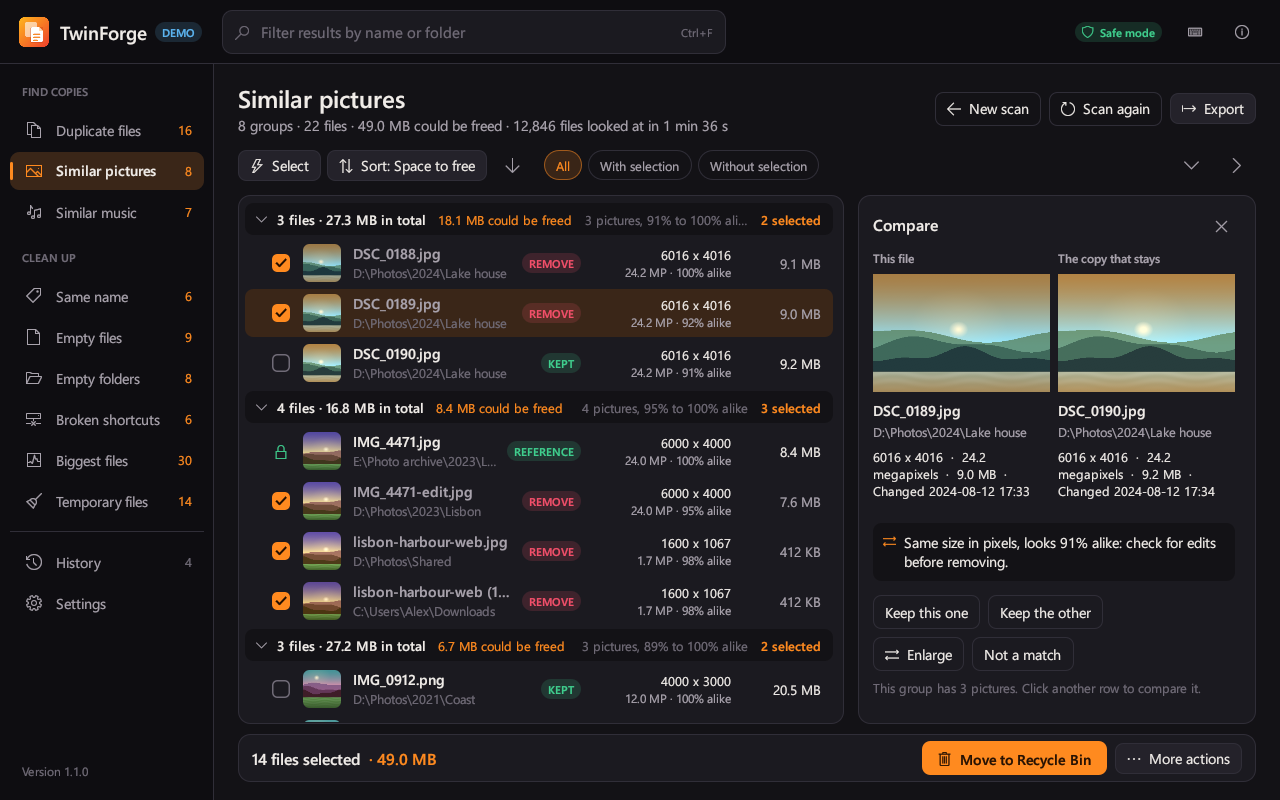 TwinForge DEMO
Filter results by name or folder Ctrl+F
Safe mode
FIND COPIES
Duplicate files 16
Similar pictures 8
Similar music 7
CLEAN UP
Same name 6
Empty files 9
Empty folders 8
Broken shortcuts 6
Biggest files 30
Temporary files 14
History 4
Settings
Version 1.1.0
Similar pictures
8 groups · 22 files · 49.0 MB could be freed · 12,846 files looked at in 1 min 36 s
New scan
Scan again
Export
Select
Sort: Space to free
All
With selection
Without selection
3 files · 27.3 MB in total 18.1 MB could be freed 3 pictures, 91% to 100% ali... 2 selected
DSC_0188.jpg
D:\Photos\2024\Lake house
REMOVE
6016 x 4016
24.2 MP · 100% alike
9.1 MB
DSC_0189.jpg
D:\Photos\2024\Lake house
REMOVE
6016 x 4016
24.2 MP · 92% alike
9.0 MB
DSC_0190.jpg
D:\Photos\2024\Lake house
KEPT
6016 x 4016
24.2 MP · 91% alike
9.2 MB
4 files · 16.8 MB in total 8.4 MB could be freed 4 pictures, 95% to 100% alike 3 selected
IMG_4471.jpg
E:\Photo archive\2023\L...
REFERENCE
6000 x 4000
24.0 MP · 100% alike
8.4 MB
IMG_4471-edit.jpg
D:\Photos\2023\Lisbon
REMOVE
6000 x 4000
24.0 MP · 95% alike
7.6 MB
lisbon-harbour-web.jpg
D:\Photos\Shared
REMOVE
1600 x 1067
1.7 MP · 98% alike
412 KB
lisbon-harbour-web (1...
C:\Users\Alex\Downloads
REMOVE
1600 x 1067
1.7 MP · 98% alike
412 KB
3 files · 27.2 MB in total 6.7 MB could be freed 3 pictures, 89% to 100% alike 2 selected
IMG_0912.png
D:\Photos\2021\Coast
KEPT
4000 x 3000
12.0 MP · 100% alike
20.5 MB
Compare
This file
DSC_0189.jpg
D:\Photos\2024\Lake house
6016 x 4016 · 24.2
megapixels · 9.0 MB ·
Changed 2024-08-12 17:33
The copy that stays
DSC_0190.jpg
D:\Photos\2024\Lake house
6016 x 4016 · 24.2
megapixels · 9.2 MB ·
Changed 2024-08-12 17:34
Same size in pixels, looks 91% alike: check for edits
before removing.
Keep this one
Keep the other
Enlarge
Not a match
This group has 3 pictures. Click another row to compare it.
14 files selected · 49.0 MB
Move to Recycle Bin
··· More actions